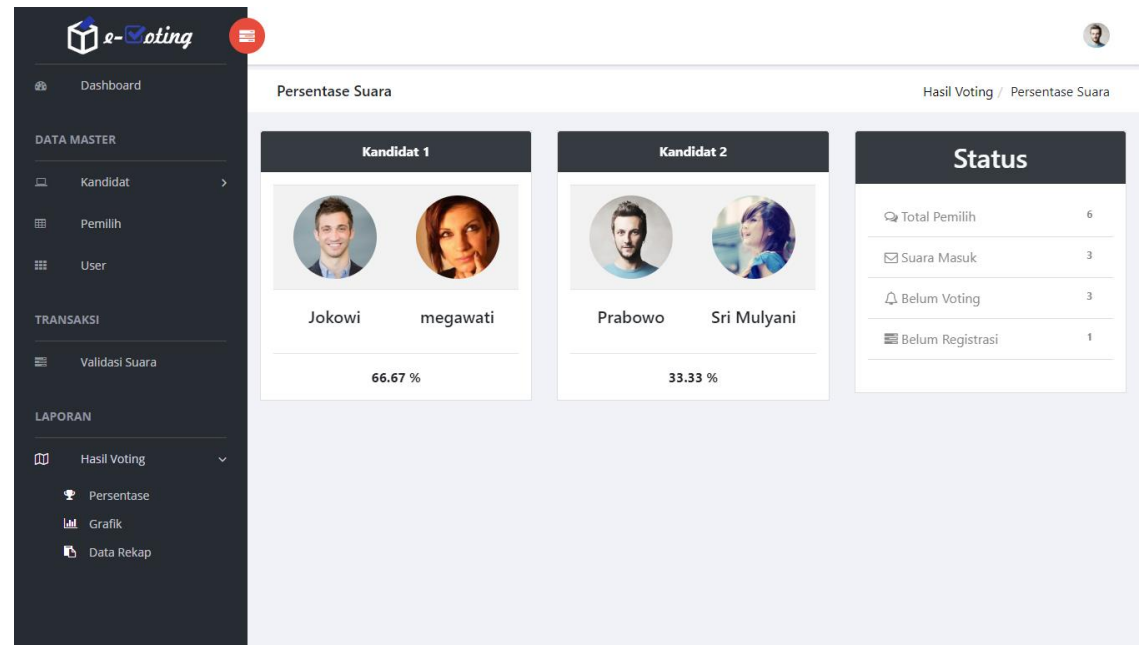 e-Voting
Dashboard
DATA MASTER
Kandidat
Pemilih
User
TRANSAKSI
Validasi Suara
LAPORAN
Hasil Voting
Persentase
Grafik
Data Rekap
Persentase Suara
Hasil Voting / Persentase Suara
Kandidat 1
Jokowi megawati
66.67 %
Kandidat 2
Prabowo Sri Mulyani
33.33 %
Status
Total Pemilih 6
Suara Masuk 3
Belum Voting 3
Belum Registrasi 1